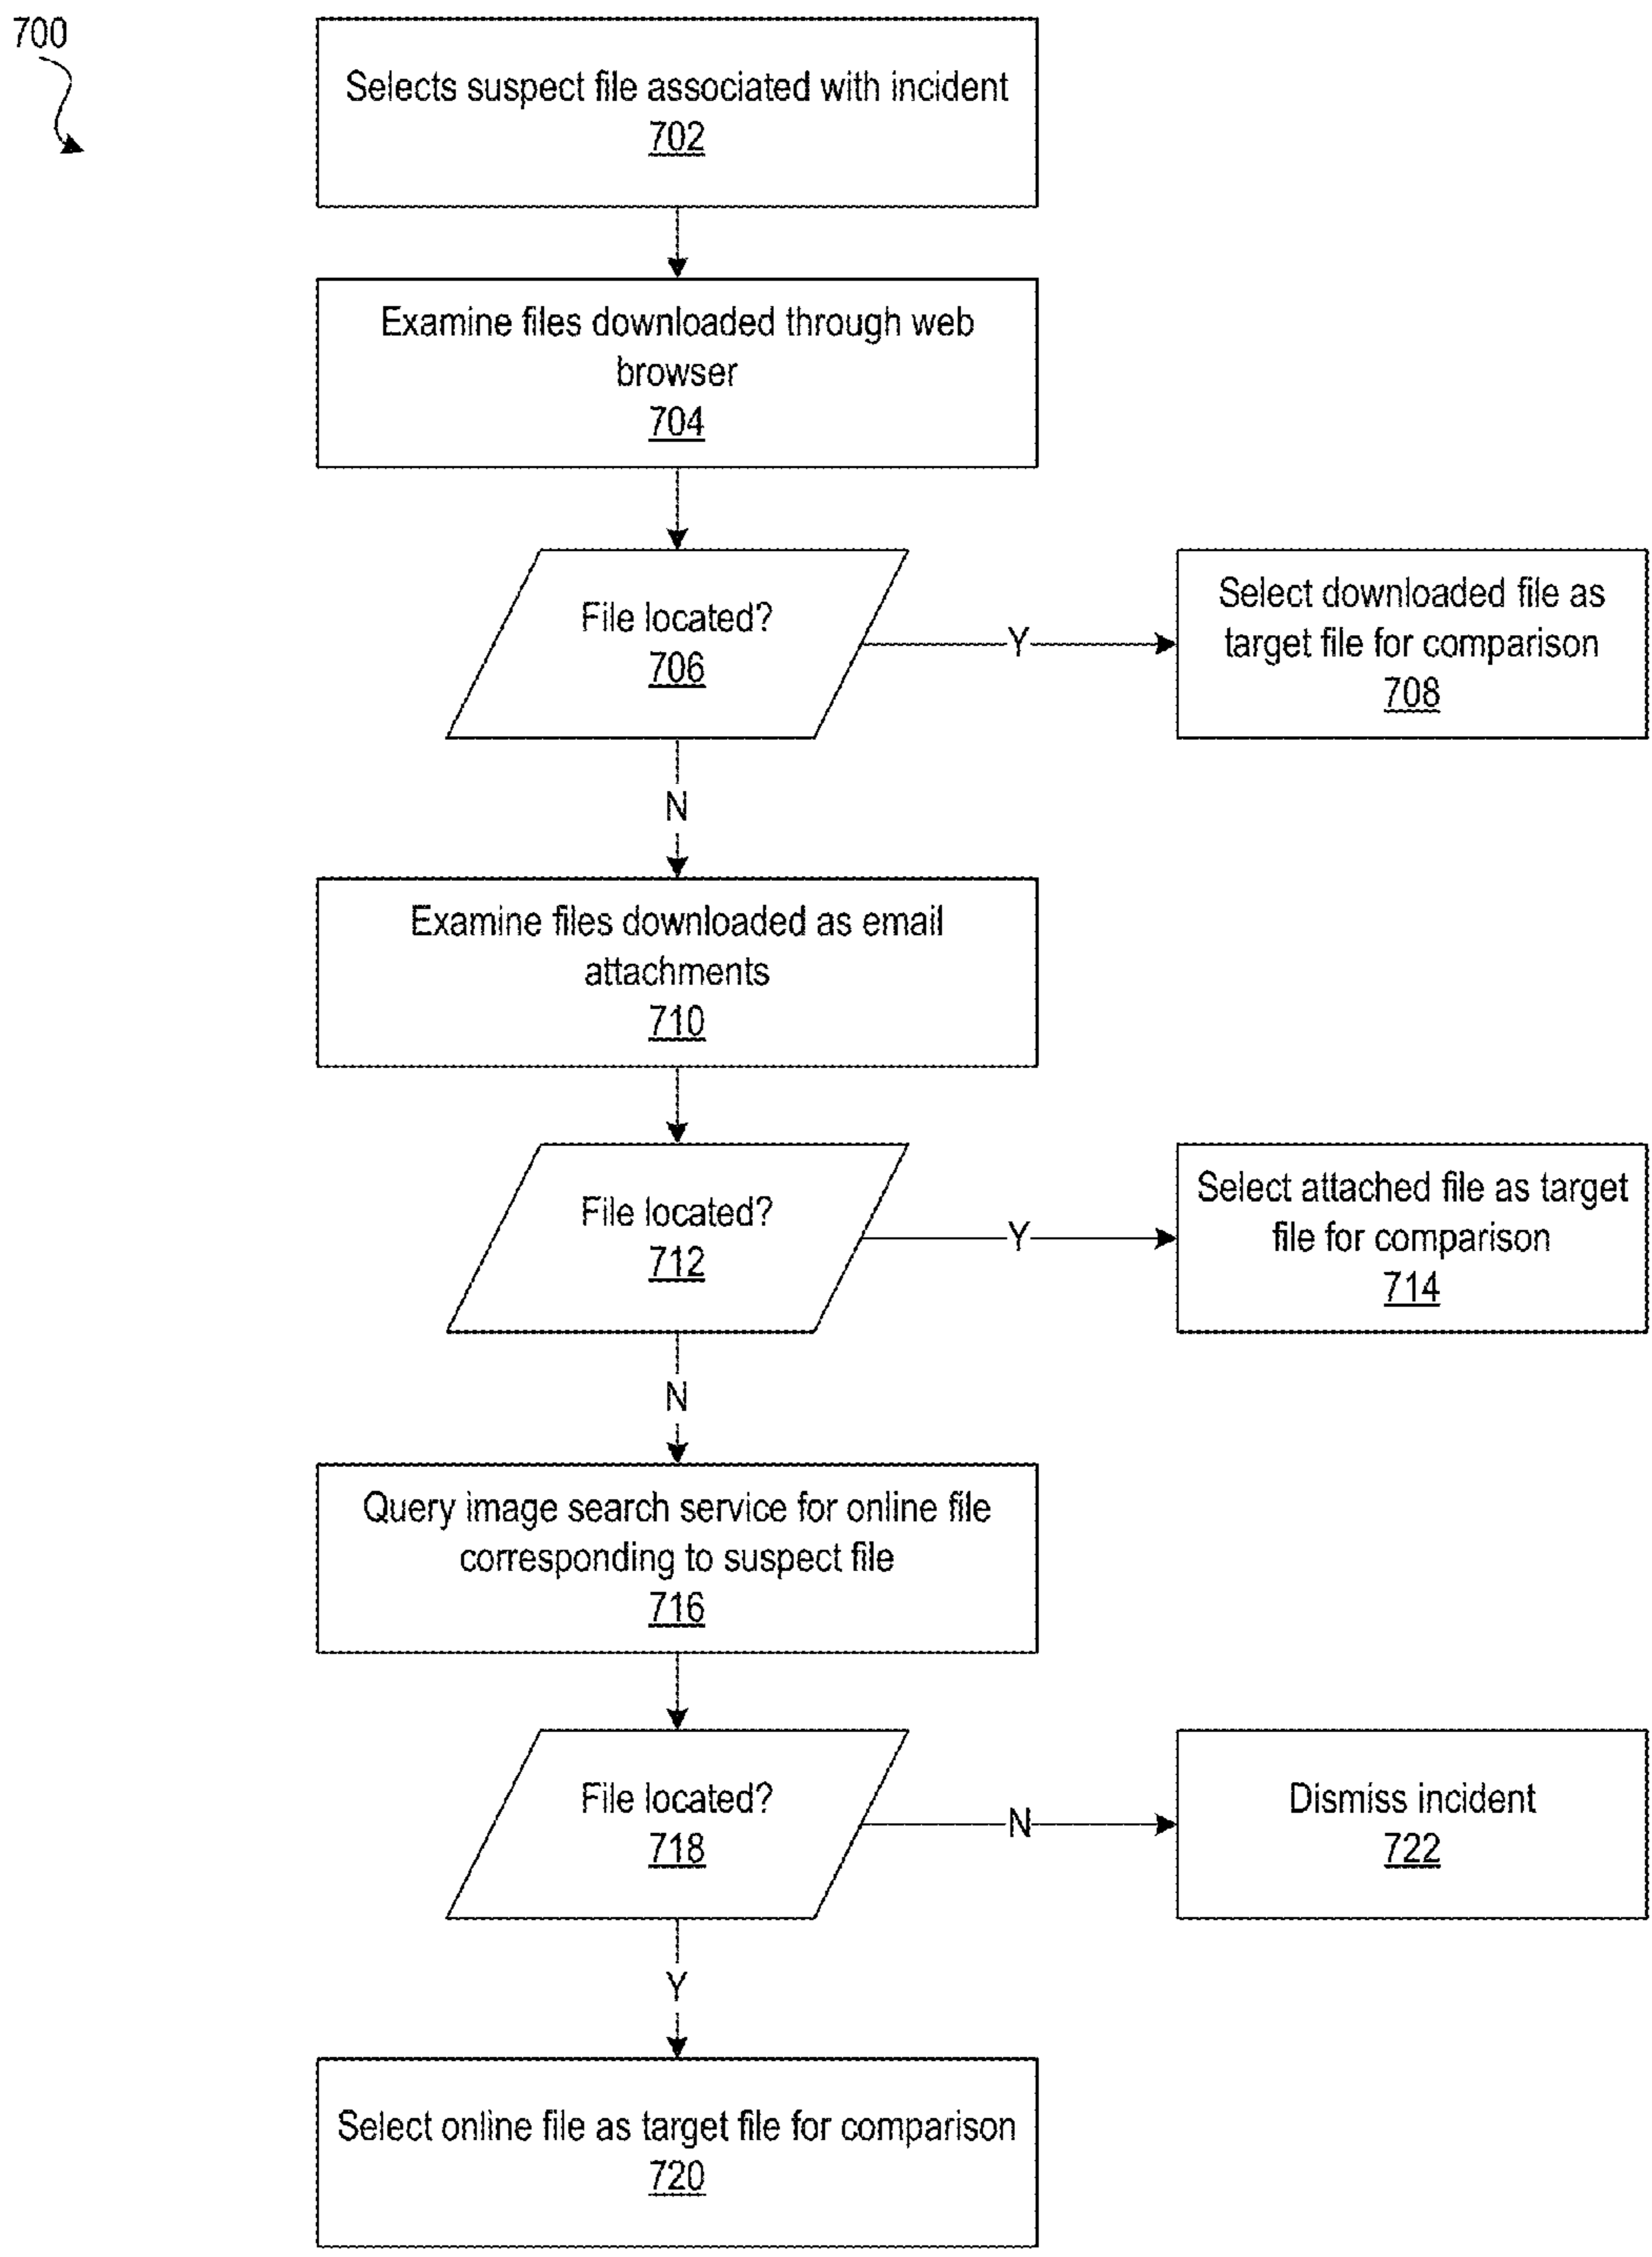 700
Selects suspect file associated with incident
702
Examine files downloaded through web
browser
704
File located?
706
Y
Select downloaded file as
target file for comparison
708
N
Examine files downloaded as email
attachments
710
File located?
712
Y
Select attached file as target
file for comparison
714
N
Query image search service for online file
corresponding to suspect file
716
File located?
718
N
Dismiss incident
722
Y
Select online file as target file for comparison
720